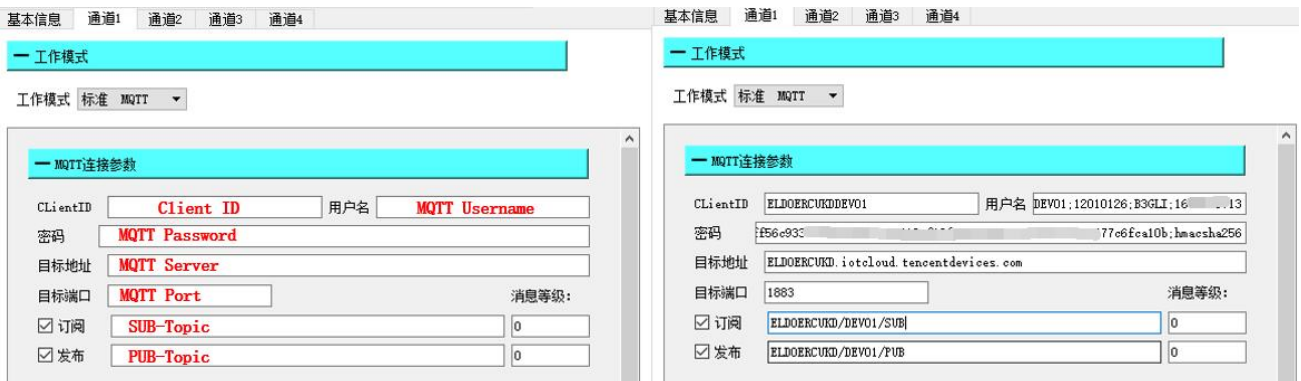 基本信息 通道1 通道2 通道3 通道4
一 工作模式
工作模式 标准 MQTT
一 MQTT连接参数
CLientID Client ID 用户名 MQTT Username
密码 MQTT Password
目标地址 MQTT Server
目标端口 MQTT Port 消息等级:
订阅 SUB-Topic 0
发布 PUB-Topic 0
基本信息 通道1 通道2 通道3 通道4
一 工作模式
工作模式 标准 MQTT
一 MQTT连接参数
CLientID ELDOERCUKDDEV01 用户名 DEV01;12010126;B3GLI;16 13
密码 f56c933 77c6fca10b;hmacsha256
目标地址 ELDOERCUKD.iotcloud.tencentdevices.com
目标端口 1883 消息等级:
订阅 ELDOERCUKD/DEV01/SUB 0
发布 ELDOERCUKD/DEV01/PUB 0